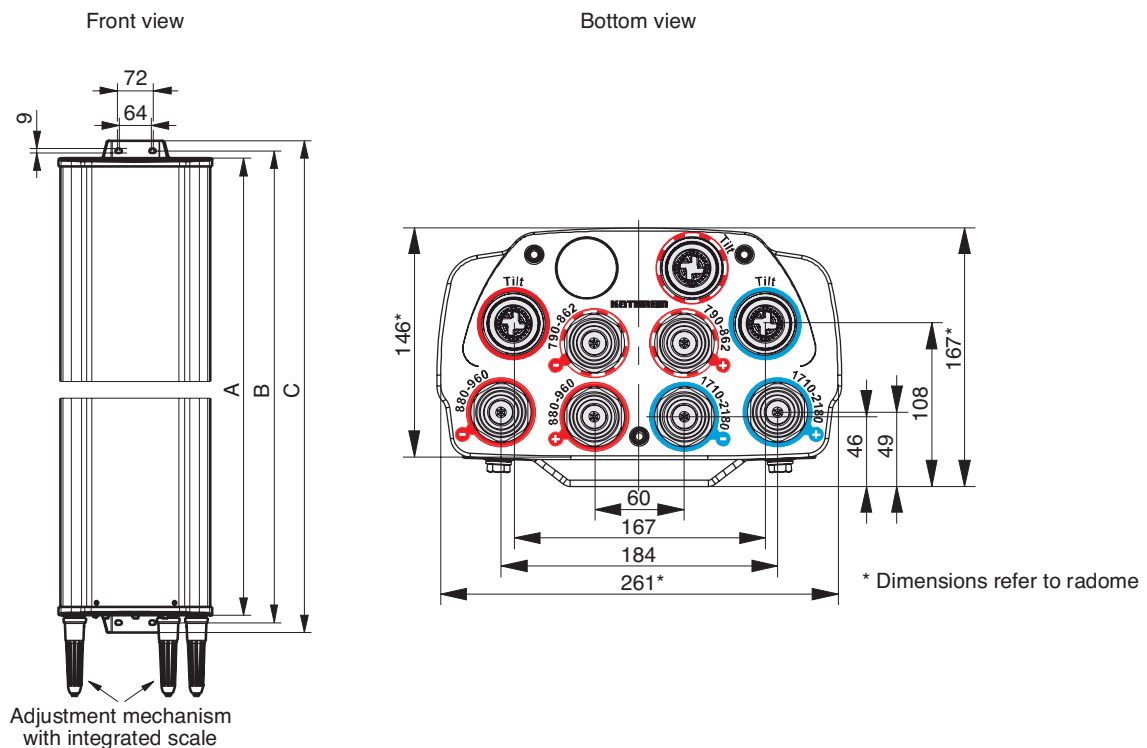 Front view
Bottom view
72
64
9
A
B
C
Adjustment mechanism
with integrated scale
Tilt
Tilt
Tilt
KATHREIN
790-862
790-862
880-960
880-960
1710-2180
1710-2180
146*
167*
108
46
49
60
167
184
261*
* Dimensions refer to radome